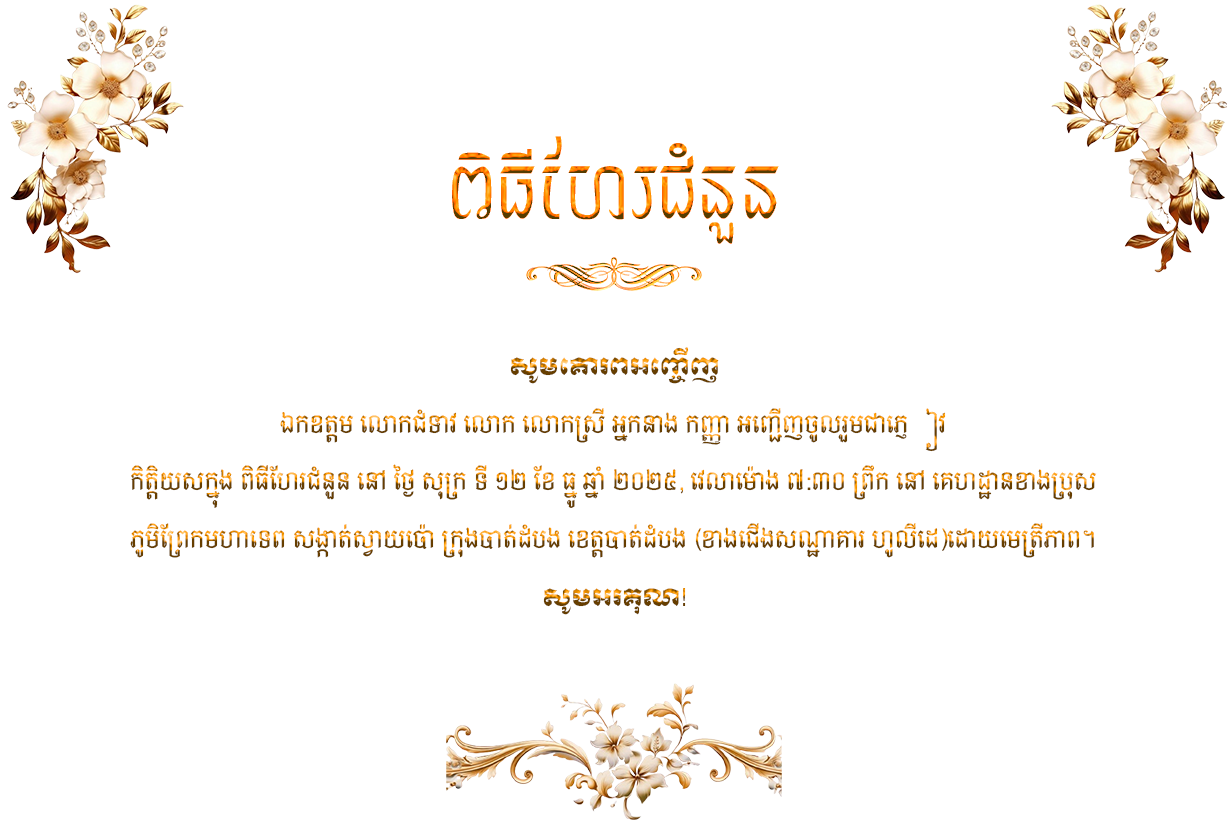 ពិធីហែរជំនួន
សូមគោរពអញ្ចើញ
ឯកឧត្តម លោកជំទាវ លោក លោកស្រី អ្នកនាង កញ្ញា អញ្ជើញចូលរួមជាភ្ញៀវ
កិត្តិយសក្នុង ពិធីហែរជំនួន នៅ ថ្ងៃ សុក្រ ទី ១២ ខែ ធ្នូ ឆ្នាំ ២០២៥, វេលាម៉ោង ៧:៣០ ព្រឹក នៅ គេហដ្ឋានខាងប្រុស
ភូមិព្រែកមហាទេព សង្កាត់ស្វាយប៉ោ ក្រុងបាត់ដំបង ខេត្តបាត់ដំបង (ខាងជើងសណ្ឋាគារ ហូលីដេ)ដោយមេត្រីភាព។
សូមអរគុណ!